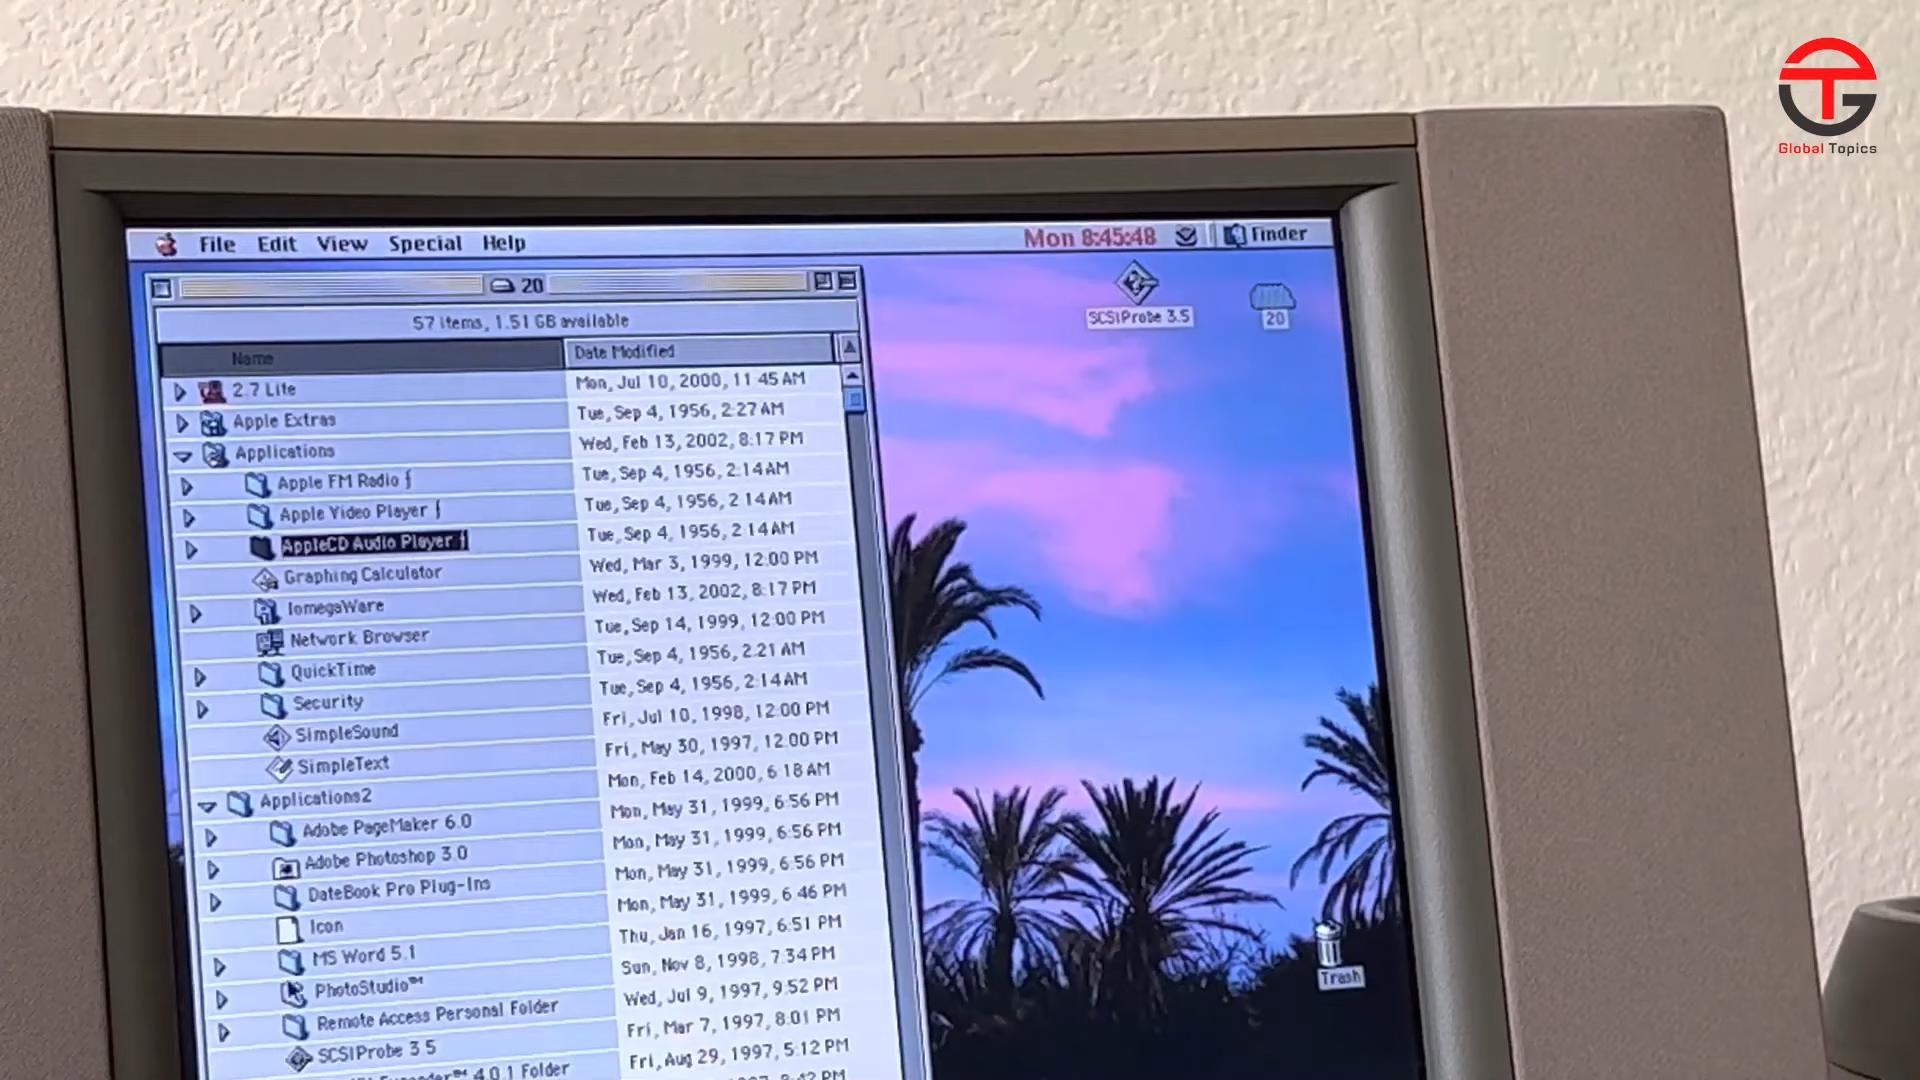 Global Topics
File Edit View Special Help Mon 8:45:48 Finder
20
57 items, 1.51 GB available
Name Date Modified
2.7 Lite Mon, Jul 10, 2000, 11:45 AM
Apple Extras Tue, Sep 4, 1956, 2:27 AM
Applications Wed, Feb 13, 2002, 8:17 PM
Apple FM Radio ƒ Tue, Sep 4, 1956, 2:14 AM
Apple Video Player ƒ Tue, Sep 4, 1956, 2:14 AM
AppleCD Audio Player ƒ Tue, Sep 4, 1956, 2:14 AM
Graphing Calculator Wed, Mar 3, 1999, 12:00 PM
IomegaWare Wed, Feb 13, 2002, 8:17 PM
Network Browser Tue, Sep 14, 1999, 12:00 PM
QuickTime Tue, Sep 4, 1956, 2:21 AM
Security Tue, Sep 4, 1956, 2:14 AM
SimpleSound Fri, Jul 10, 1998, 12:00 PM
SimpleText Fri, May 30, 1997, 12:00 PM
Applications2 Mon, Feb 14, 2000, 6:18 AM
Adobe PageMaker 6.0 Mon, May 31, 1999, 6:56 PM
Adobe Photoshop 3.0 Mon, May 31, 1999, 6:56 PM
DateBook Pro Plug-Ins Mon, May 31, 1999, 6:56 PM
Icon Mon, May 31, 1999, 6:46 PM
MS Word 5.1 Thu, Jan 16, 1997, 6:51 PM
PhotoStudio™ Sun, Nov 8, 1998, 7:34 PM
Remote Access Personal Folder Wed, Jul 9, 1997, 9:52 PM
SCSIProbe 3.5 Fri, Mar 7, 1997, 8:01 PM
4.0.1 Folder Fri, Aug 29, 1997, 5:12 PM
SCSIProbe 3.5
20
Trash